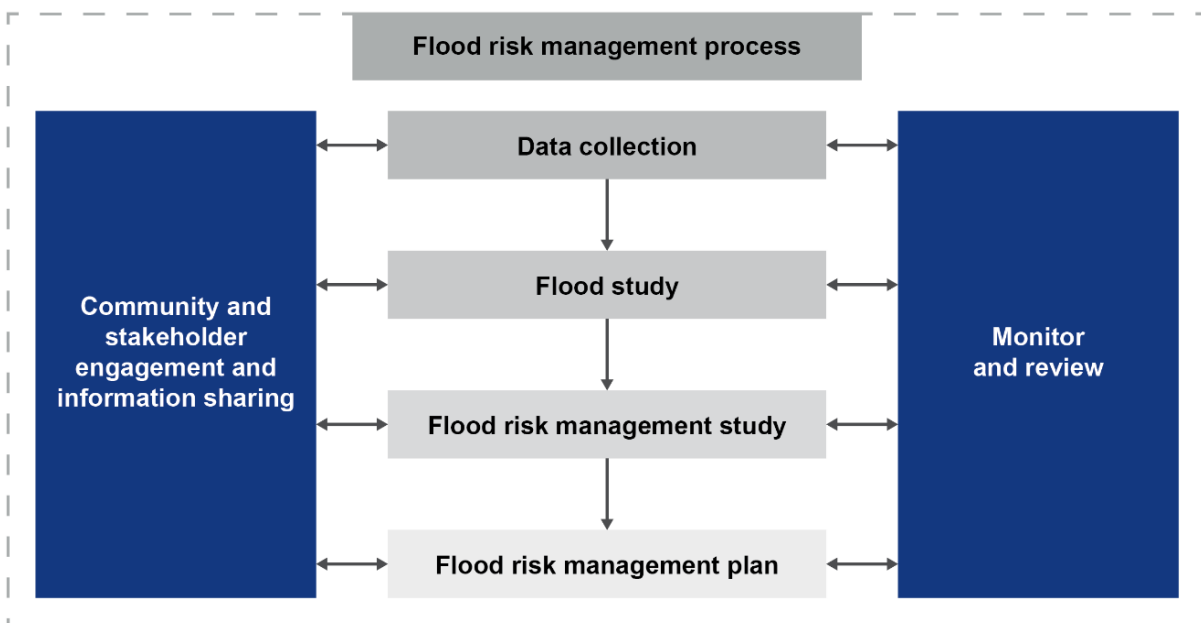 Flood risk management process
Data collection
Flood study
Community and
stakeholder
engagement and
information sharing
Monitor
and review
Flood risk management study
Flood risk management plan